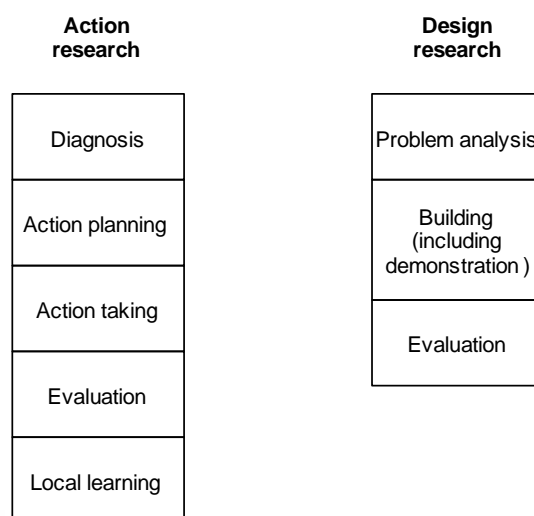 Action
research
Diagnosis
Action planning
Action taking
Evaluation
Local learning
Design
research
Problem analysis
Building
(including
demonstration )
Evaluation